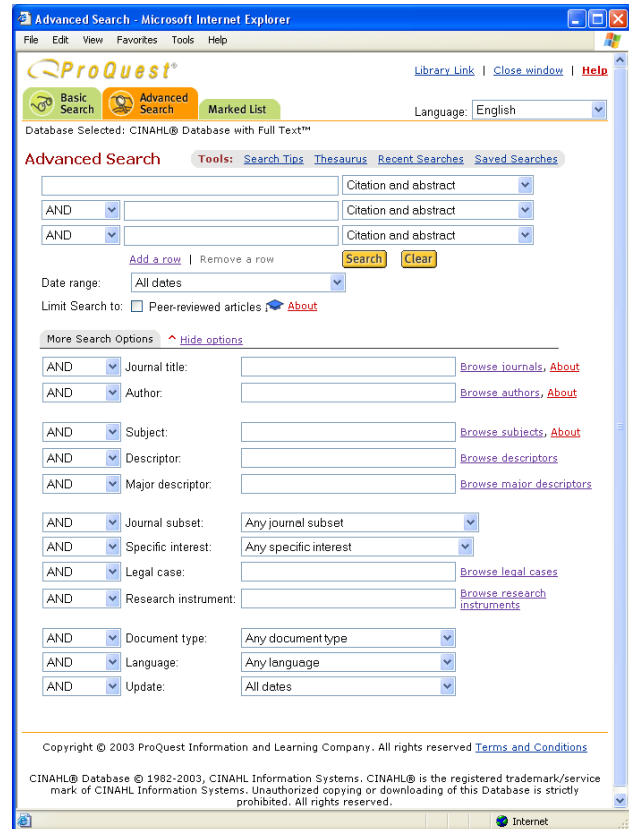 Advanced Search - Microsoft Internet Explorer
File Edit View Favorites Tools Help
ProQuest®
Library Link | Close window | Help
Basic Search Advanced Search Marked List
Language: English
Database Selected: CINAHL® Database with Full Text™
Advanced Search Tools: Search Tips Thesaurus Recent Searches Saved Searches
Citation and abstract
AND Citation and abstract
AND Citation and abstract
Add a row | Remove a row Search Clear
Date range: All dates
Limit Search to: Peer-reviewed articles About
More Search Options ^ Hide options
AND Journal title: Browse journals, About
AND Author: Browse authors, About
AND Subject: Browse subjects, About
AND Descriptor: Browse descriptors
AND Major descriptor: Browse major descriptors
AND Journal subset: Any journal subset
AND Specific interest: Any specific interest
AND Legal case: Browse legal cases
AND Research instrument: Browse research
instruments
AND Document type: Any document type
AND Language: Any language
AND Update: All dates
Copyright © 2003 ProQuest Information and Learning Company. All rights reserved Terms and Conditions
CINAHL® Database © 1982-2003, CINAHL Information Systems. CINAHL® is the registered trademark/service
mark of CINAHL Information Systems. Unauthorized copying or downloading of this Database is strictly
prohibited. All rights reserved.
Internet